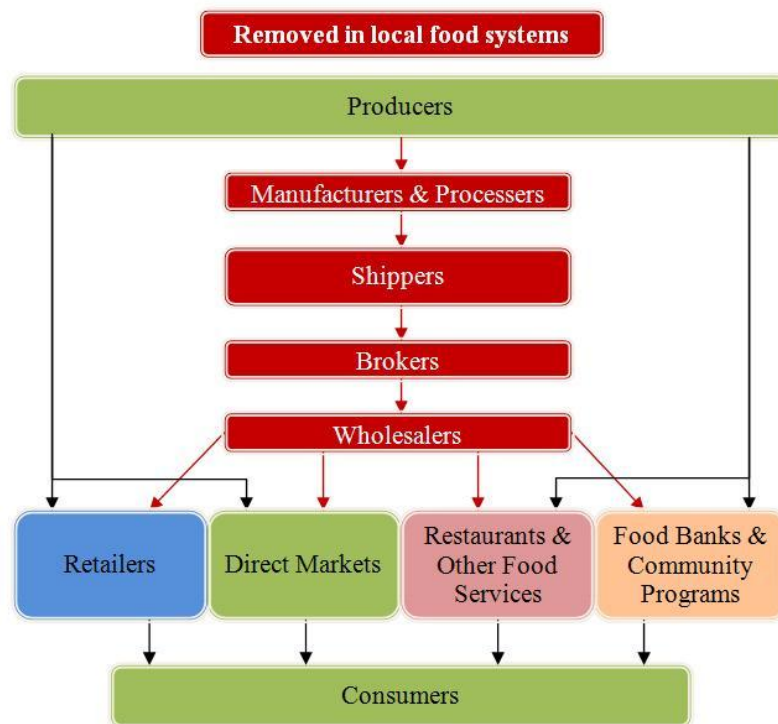 Removed in local food systems
Producers
Manufacturers & Processers
Shippers
Brokers
Wholesalers
Retailers
Direct Markets
Restaurants &
Other Food
Services
Food Banks &
Community
Programs
Consumers